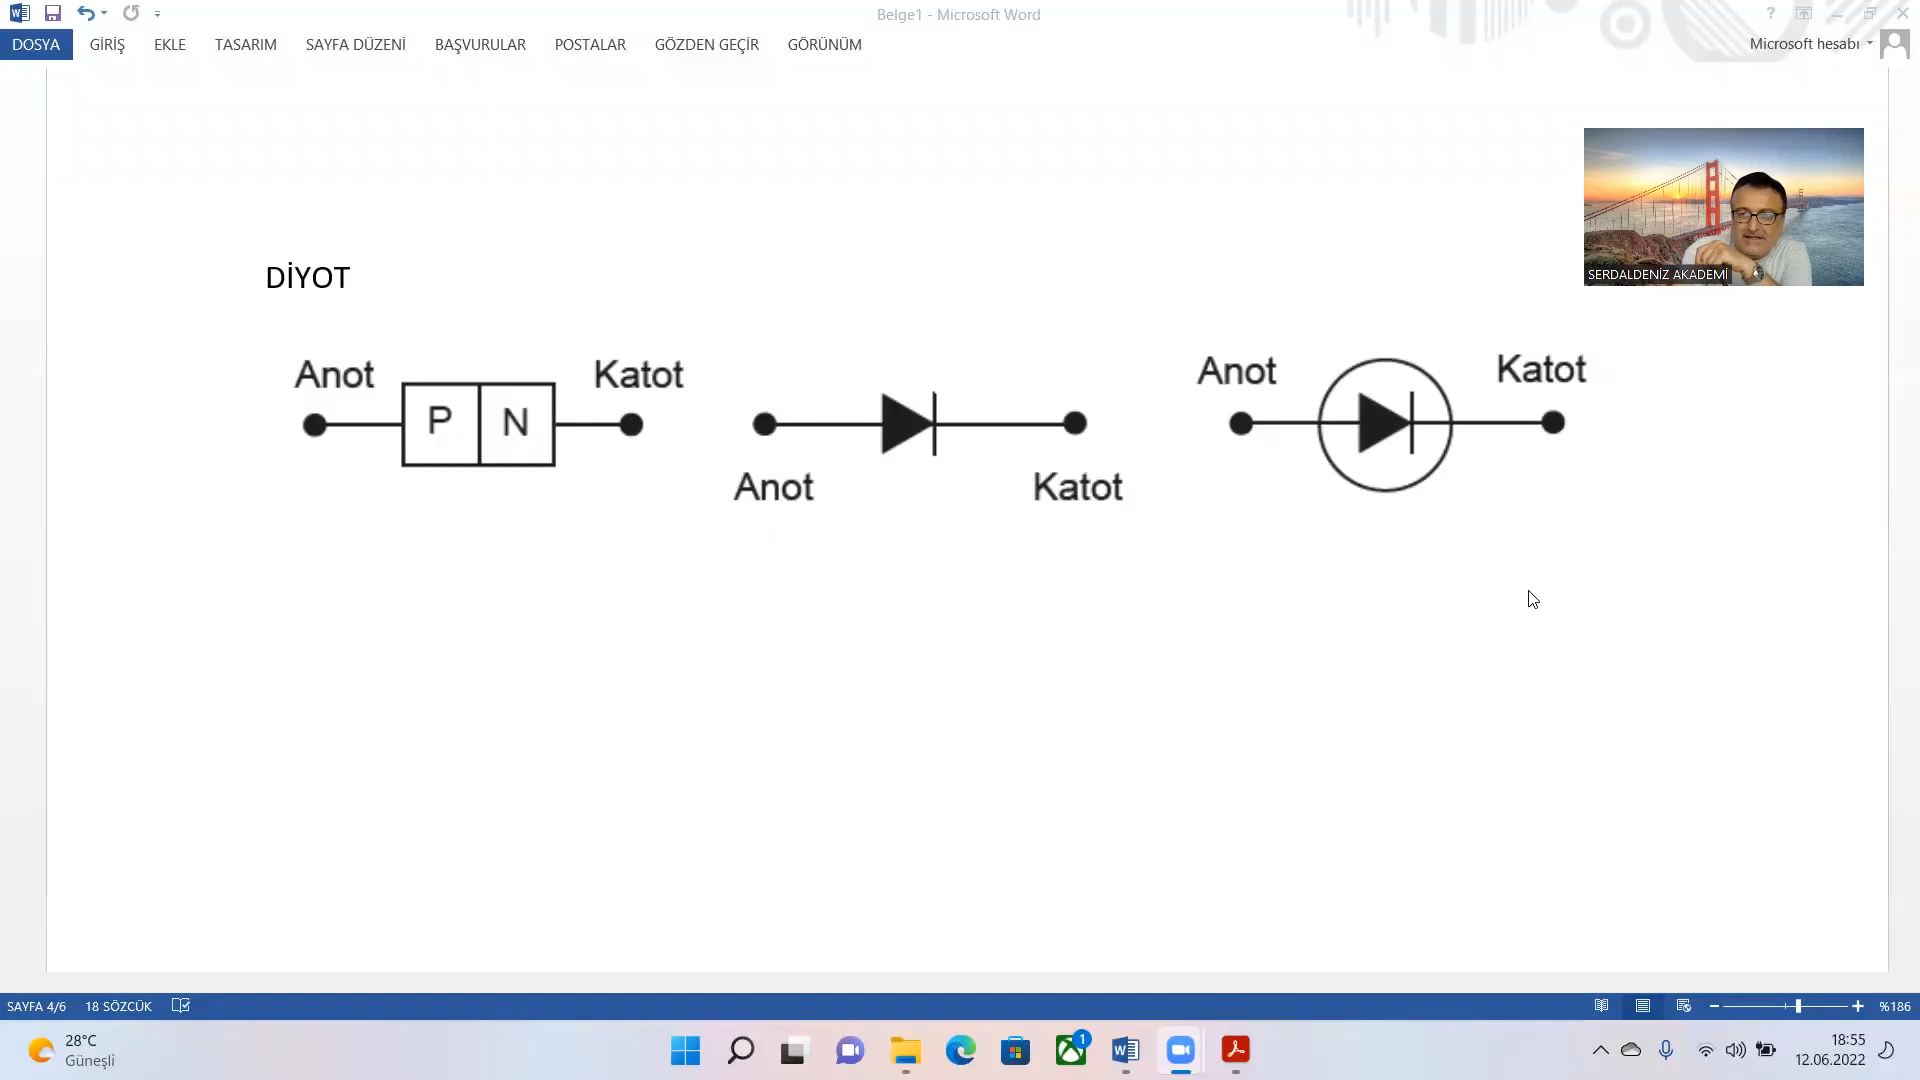 Belge1 - Microsoft Word
?
DOSYA GİRİŞ EKLE TASARIM SAYFA DÜZENİ BAŞVURULAR POSTALAR GÖZDEN GEÇİR GÖRÜNÜM Microsoft hesabı
SERDALDENİZ AKADEMİ
DİYOT
Anot Katot
P N
Anot Katot
Anot Katot
SAYFA 4/6 18 SÖZCÜK %186
28°C
Güneşli
1
18:55
12.06.2022